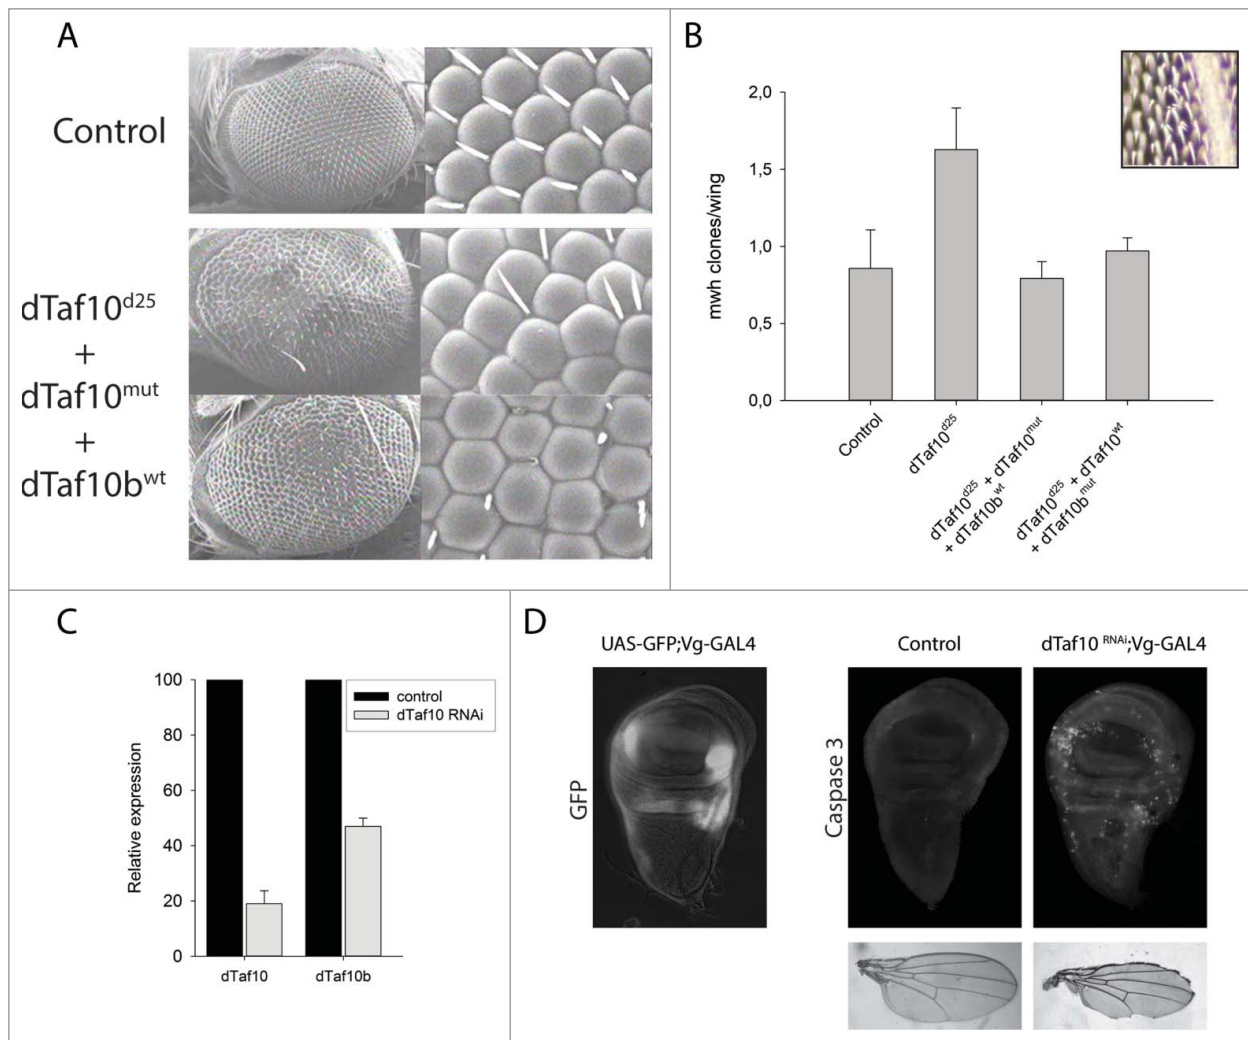 A
Control
dTaf10d25
+
dTaf10mut
+
dTaf10bwt
B
mwh clones/wing
2,0
1,5
1,0
0,5
0,0
Control
dTaf10d25
dTaf10d25 + dTaf10mut
+ dTaf10bwt
dTaf10d25 + dTaf10wt
+ dTaf10bmut
C
Relative expression
100
80
60
40
20
0
control
dTaf10 RNAi
dTaf10
dTaf10b
D
UAS-GFP;Vg-GAL4
Control
dTaf10 RNAi;Vg-GAL4
GFP
Caspase 3